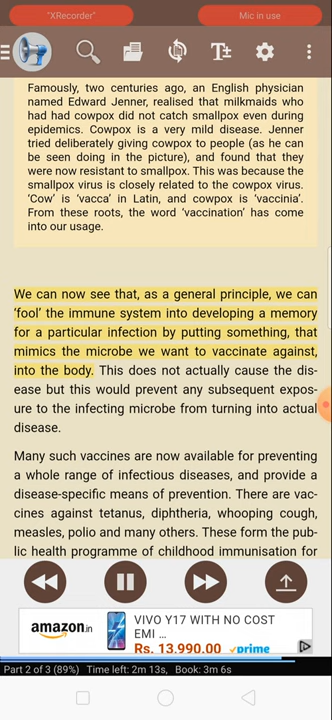 "XRecorder"
Mic in use
Famously, two centuries ago, an English physician
named Edward Jenner, realised that milkmaids who
had had cowpox did not catch smallpox even during
epidemics. Cowpox is a very mild disease. Jenner
tried deliberately giving cowpox to people (as he can
be seen doing in the picture), and found that they
were now resistant to smallpox. This was because the
smallpox virus is closely related to the cowpox virus.
'Cow' is 'vacca' in Latin, and cowpox is 'vaccinia'.
From these roots, the word 'vaccination' has come
into our usage.
We can now see that, as a general principle, we can
'fool' the immune system into developing a memory
for a particular infection by putting something, that
mimics the microbe we want to vaccinate against,
into the body. This does not actually cause the dis-
ease but this would prevent any subsequent expos-
ure to the infecting microbe from turning into actual
disease.
Many such vaccines are now available for preventing
a whole range of infectious diseases, and provide a
disease-specific means of prevention. There are vac-
cines against tetanus, diphtheria, whooping cough,
measles, polio and many others. These form the pub-
lic health programme of childhood immunisation for
amazon.in
VIVO Y17 WITH NO COST
EMI ...
Rs. 13,990.00 prime
Part 2 of 3 (89%) Time left: 2m 13s, Book: 3m 6s